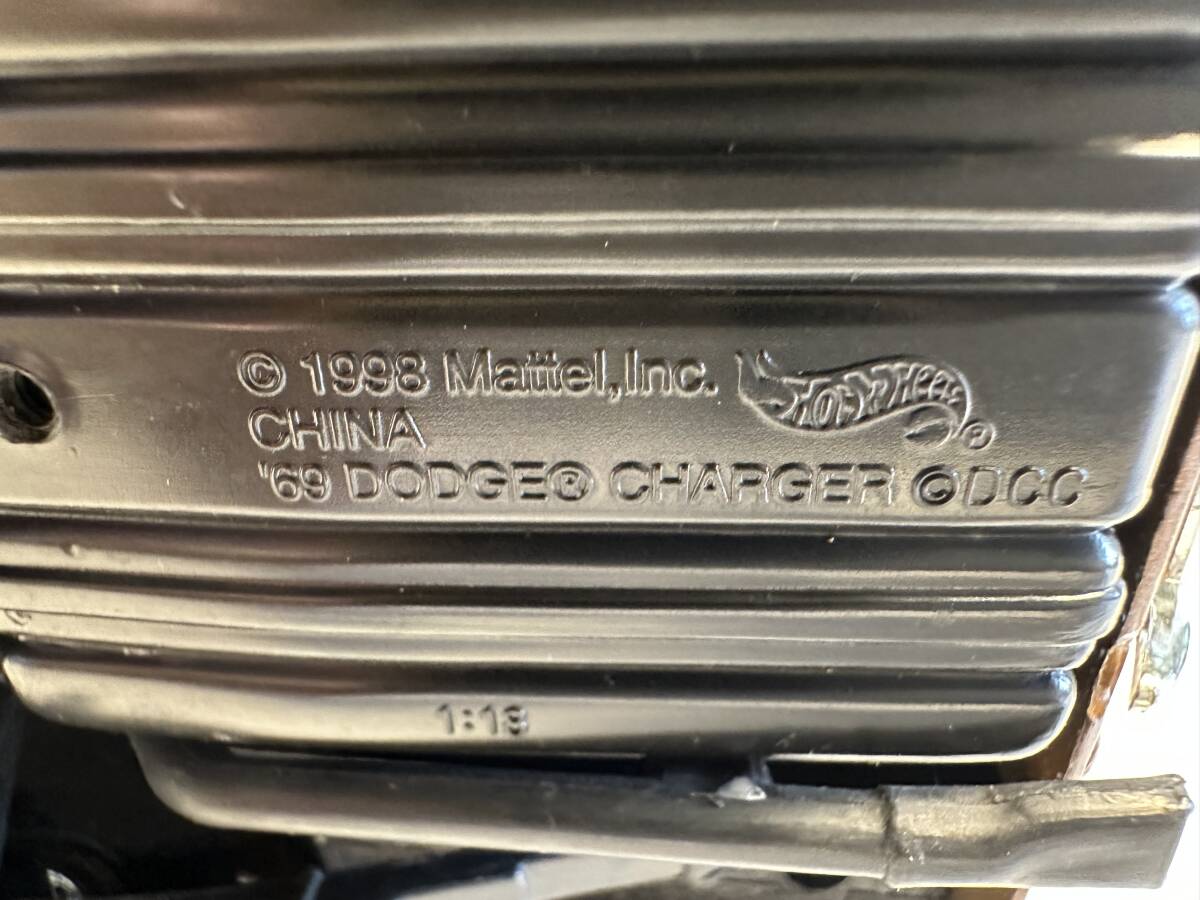 © 1998 Mattel,Inc. Hot Wheels®
CHINA
'69 DODGE® CHARGER ©DCC
1:18